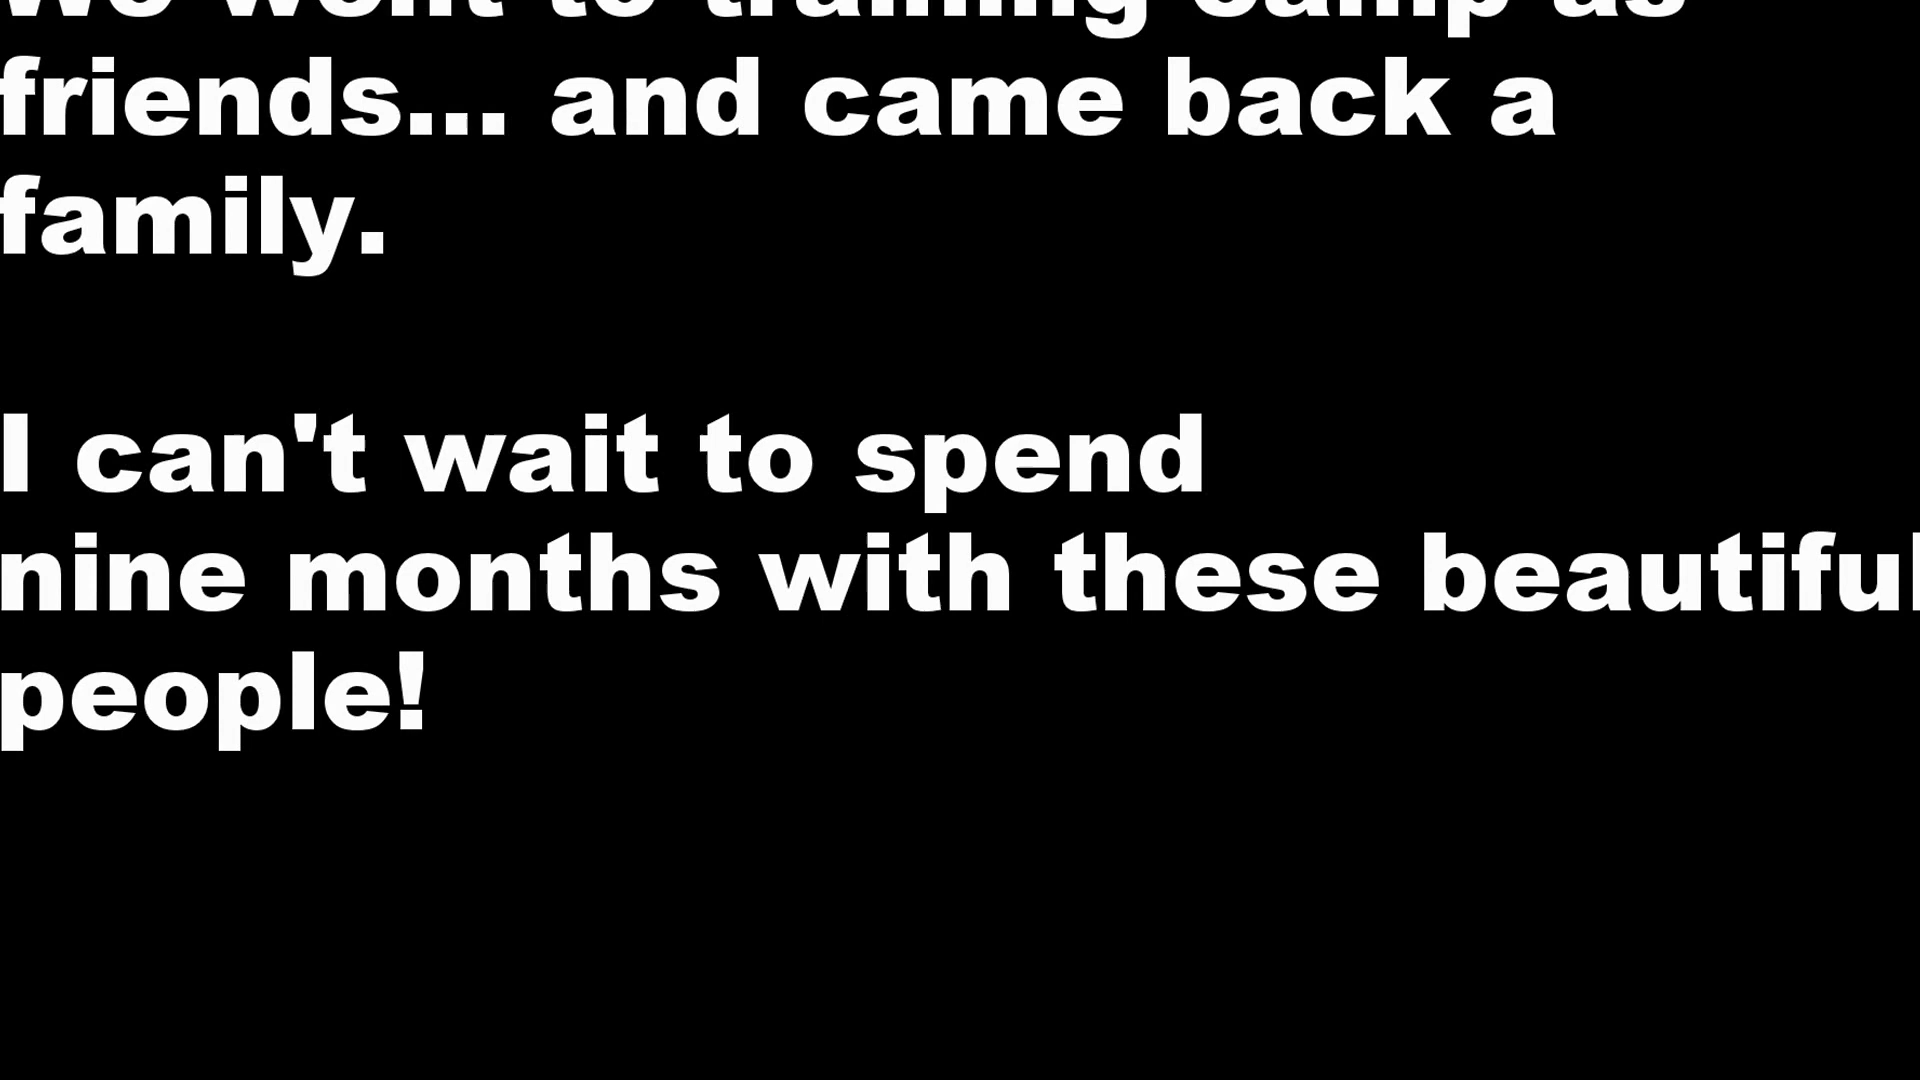 We went to training camp as
friends... and came back a
family.
I can't wait to spend
nine months with these beautiful
people!